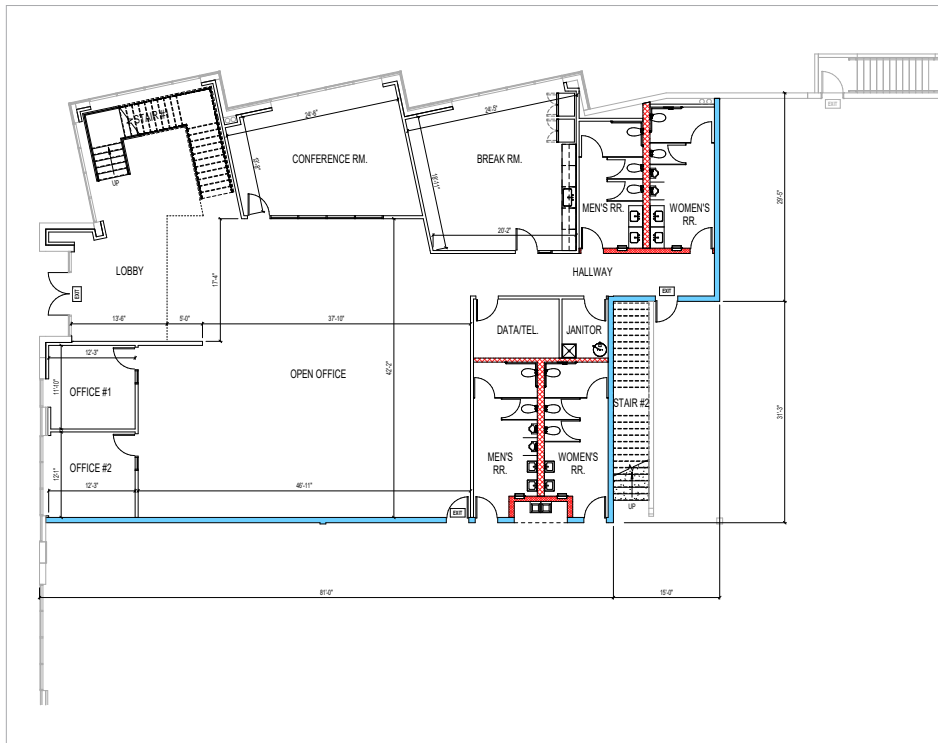 EXIT
STAIR #1
UP
24'-6"
CONFERENCE RM.
24'-5"
BREAK RM.
18'-11"
20'-2"
MEN'S RR.
WOMEN'S
RR.
29'-5"
LOBBY
EXIT
17'-4"
HALLWAY
EXIT
13'-6"
5'-0"
37'-10"
DATA/TEL.
JANITOR
12'-3"
11'-10"
OFFICE #1
OPEN OFFICE
42'-2"
STAIR #2
31'-3"
MEN'S
RR.
WOMEN'S
RR.
OFFICE #2
12'-1"
12'-3"
46'-11"
EXIT
UP
81'-0"
15'-0"